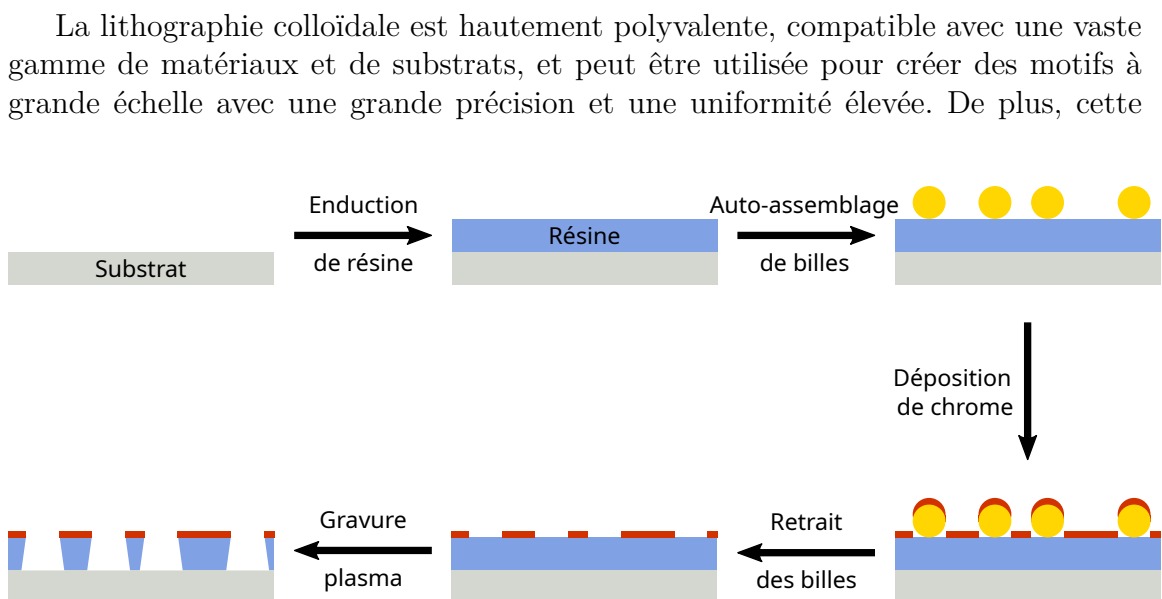 La lithographie colloïdale est hautement polyvalente, compatible avec une vaste
gamme de matériaux et de substrats, et peut être utilisée pour créer des motifs à
grande échelle avec une grande précision et une uniformité élevée. De plus, cette
Substrat
Enduction
de résine
Résine
Auto-assemblage
de billes
Déposition
de chrome
Retrait
des billes
Gravure
plasma